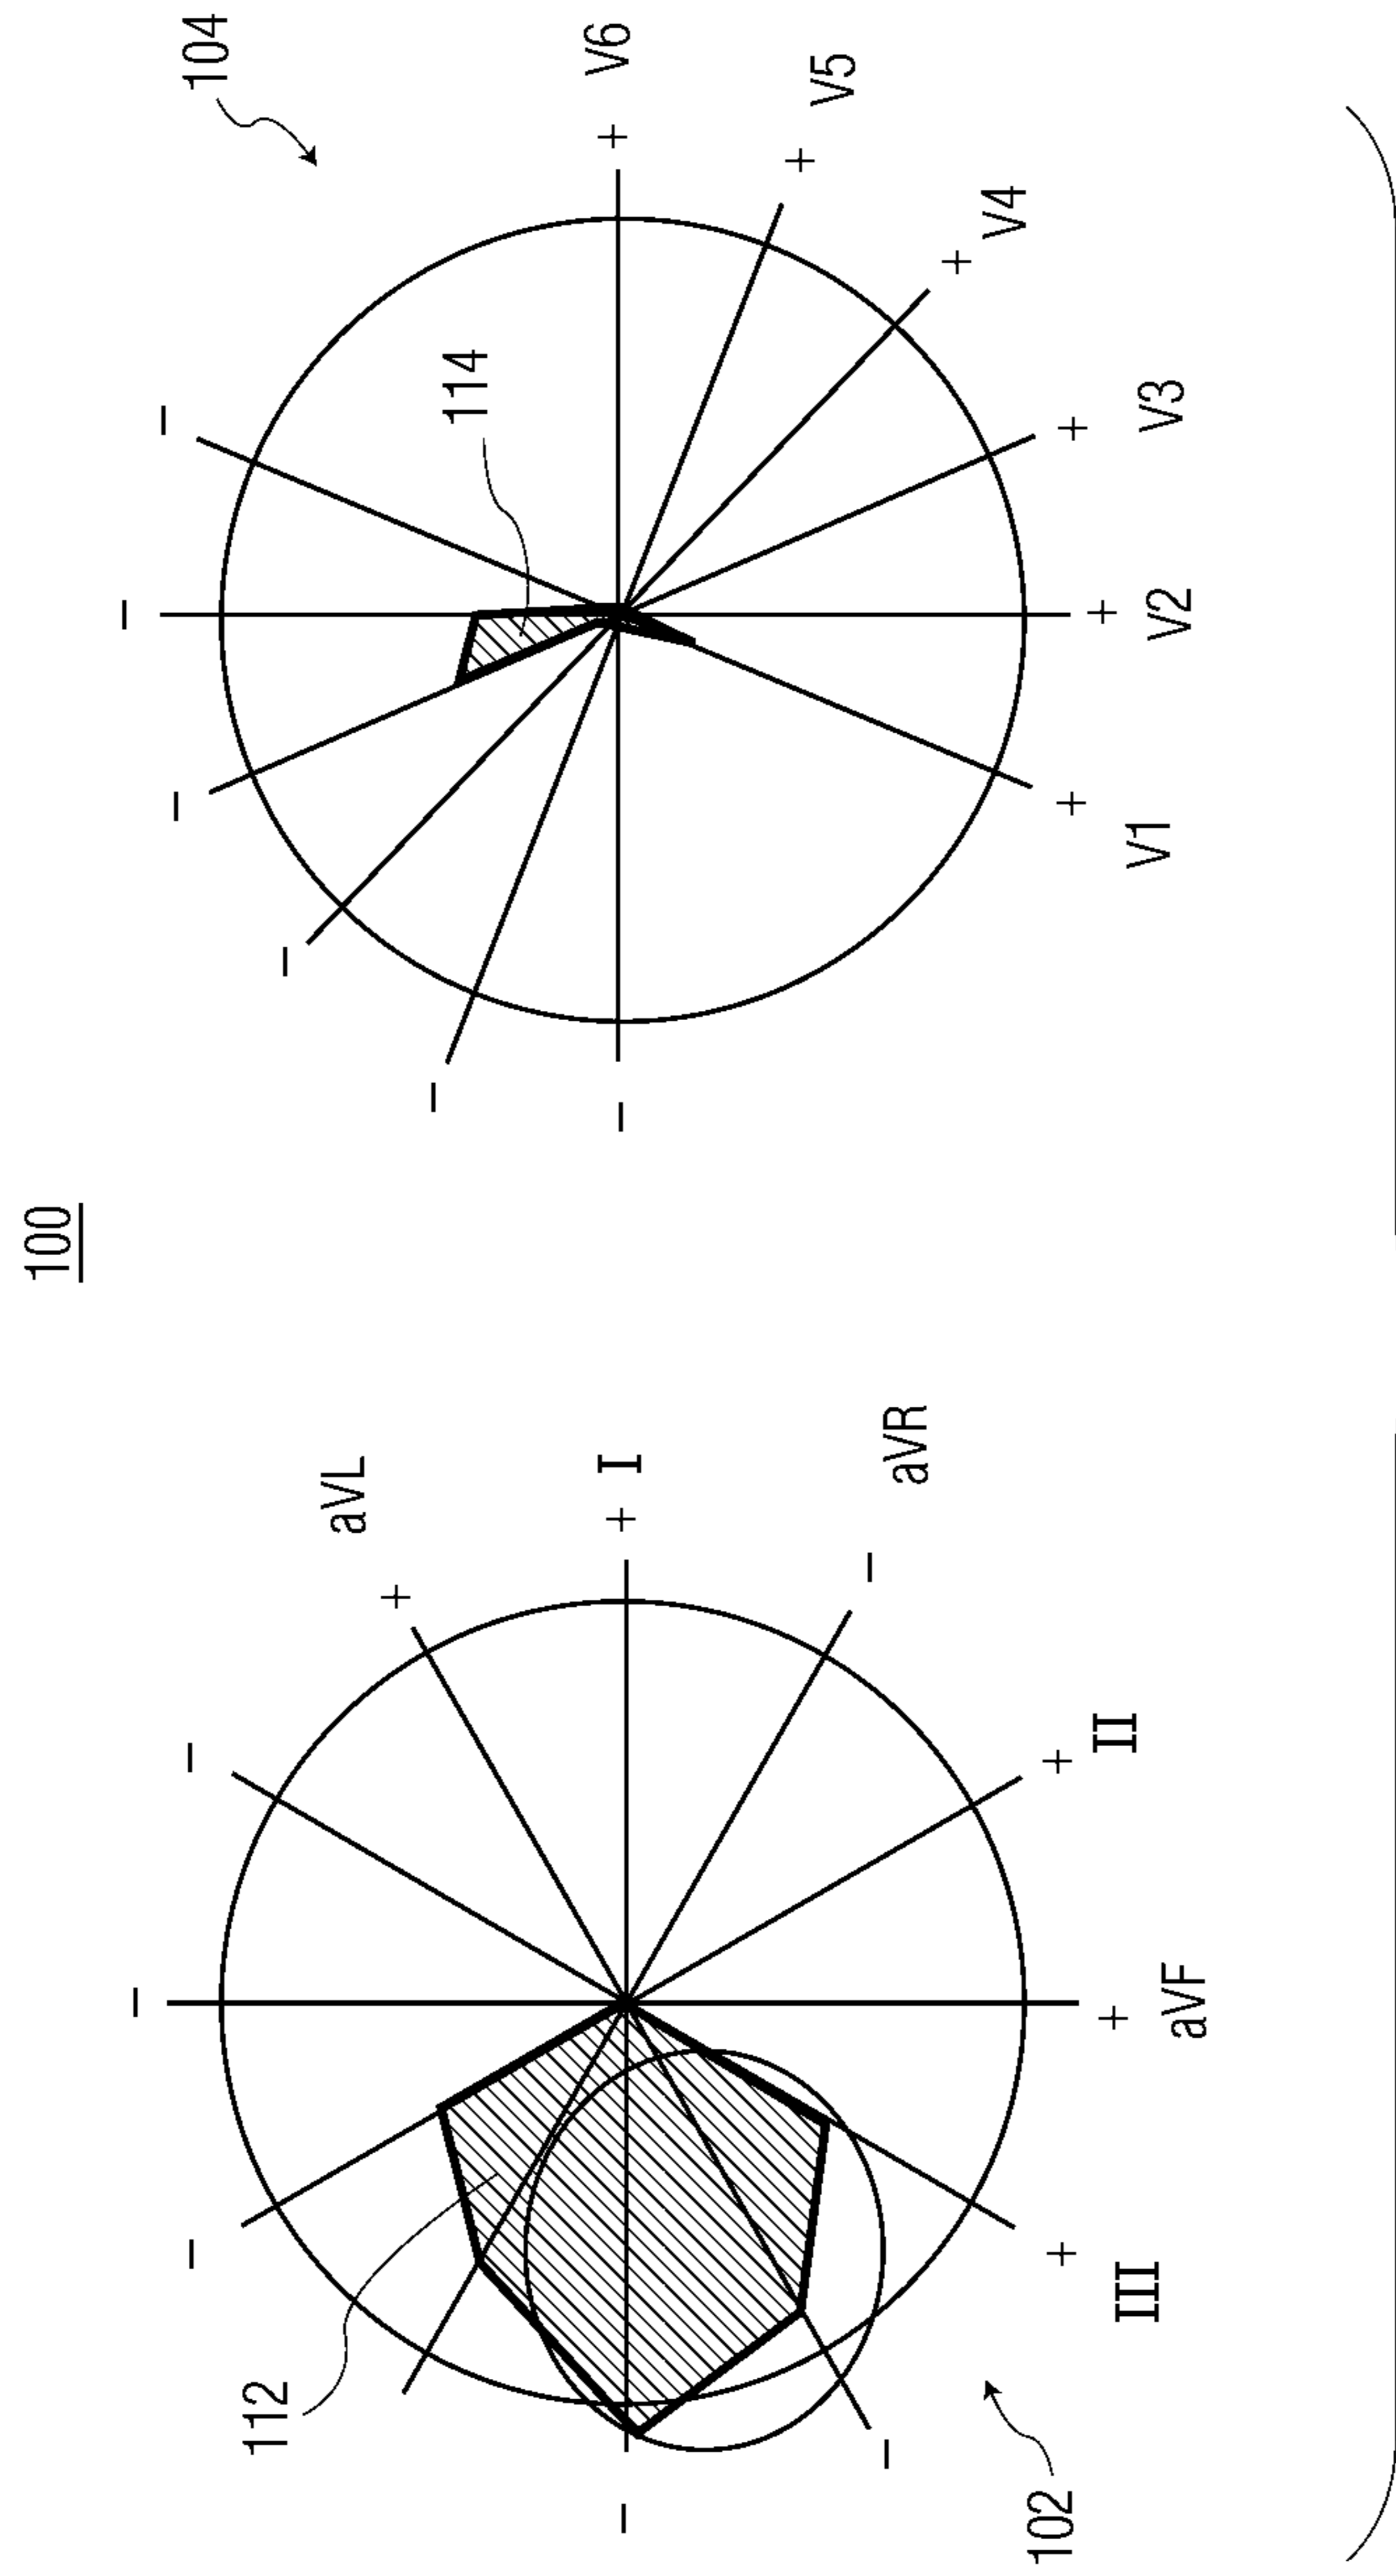 100
−
−
−
+
aVL
+ I
−
aVR
+
II
+
aVF
+
III
−
−
112
102
−
−
−
−
−
−
104
114
+ V6
+
V5
+
V4
+
V3
+
V2
+
V1